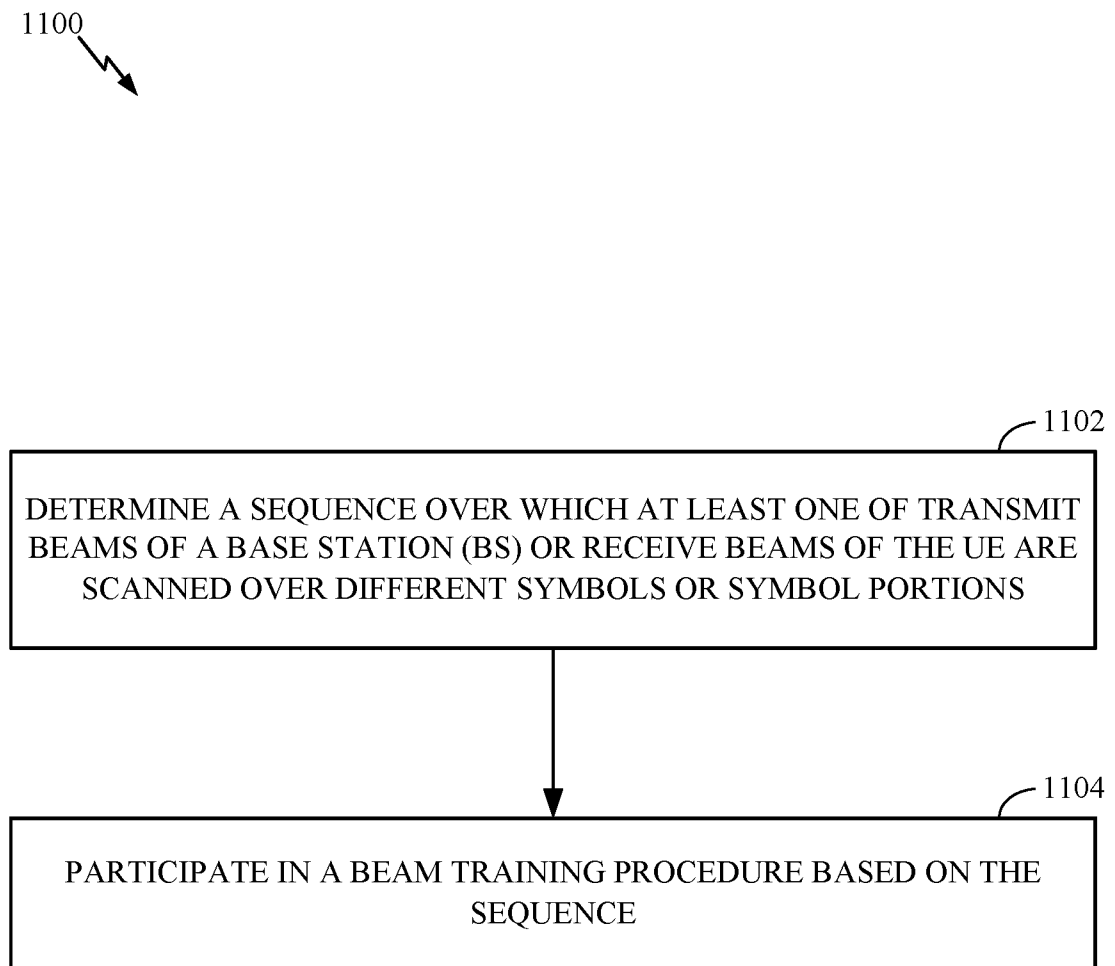 1100
1102
DETERMINE A SEQUENCE OVER WHICH AT LEAST ONE OF TRANSMIT
BEAMS OF A BASE STATION (BS) OR RECEIVE BEAMS OF THE UE ARE
SCANNED OVER DIFFERENT SYMBOLS OR SYMBOL PORTIONS
1104
PARTICIPATE IN A BEAM TRAINING PROCEDURE BASED ON THE
SEQUENCE